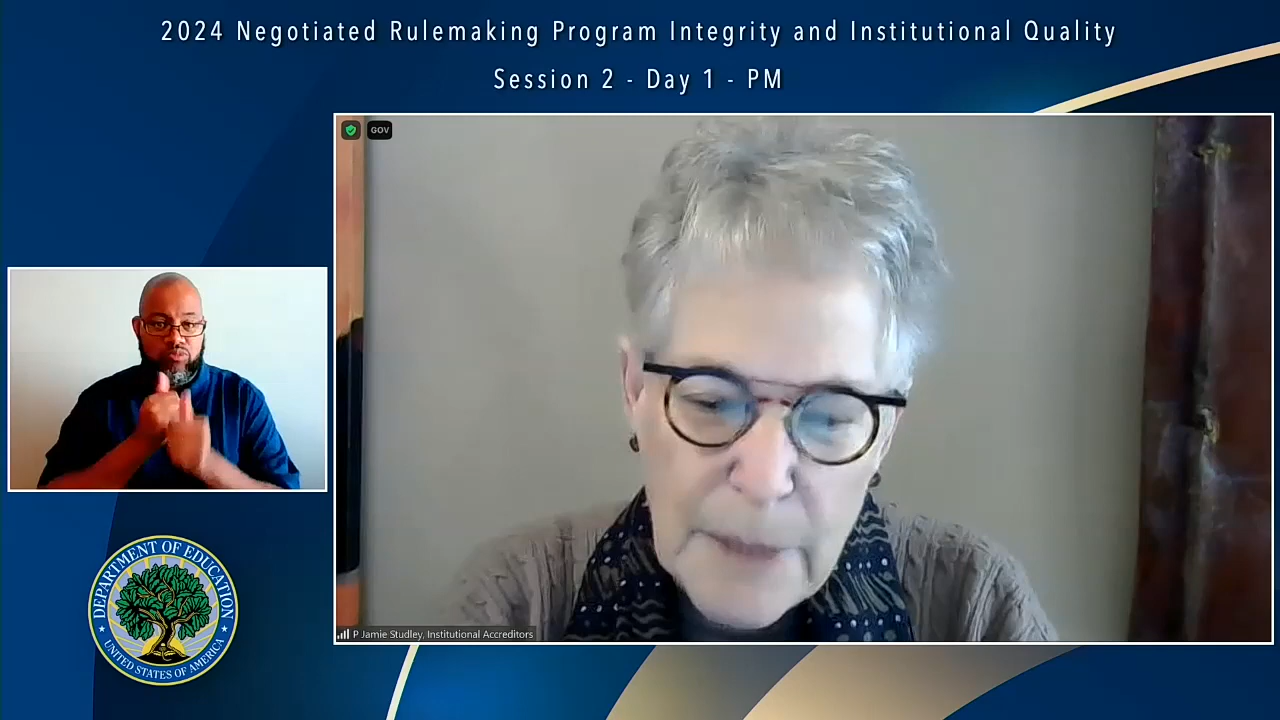 2024 Negotiated Rulemaking Program Integrity and Institutional Quality
Session 2 - Day 1 - PM
GOV
P Jamie Studley, Institutional Accreditors
DEPARTMENT OF EDUCATION
UNITED STATES OF AMERICA